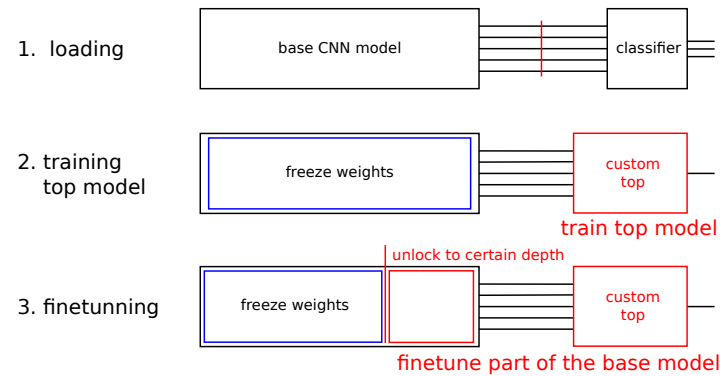 1. loading
base CNN model
classifier
2. training
top model
freeze weights
custom
top
train top model
unlock to certain depth
3. finetunning
freeze weights
custom
top
finetune part of the base model